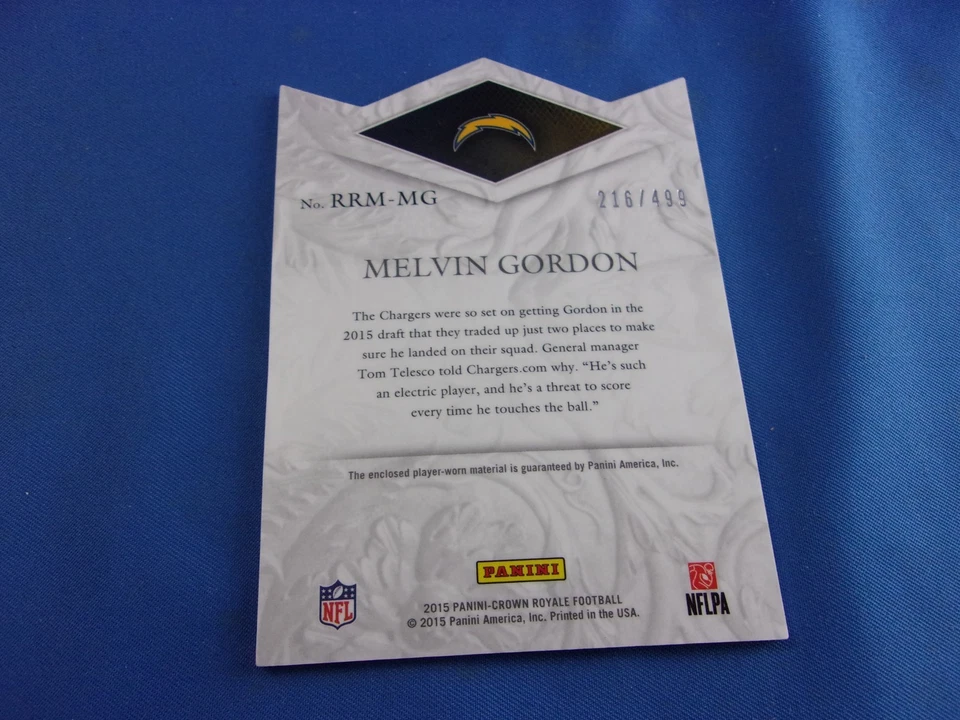 No. RRM-MG
216/499
MELVIN GORDON
The Chargers were so set on getting Gordon in the
2015 draft that they traded up just two places to make
sure he landed on their squad. General manager
Tom Telesco told Chargers.com why. “He’s such
an electric player, and he’s a threat to score
every time he touches the ball.”
The enclosed player-worn material is guaranteed by Panini America, Inc.
PANINI
NFL
2015 PANINI-CROWN ROYALE FOOTBALL
© 2015 Panini America, Inc. Printed in the USA.
NFLPA